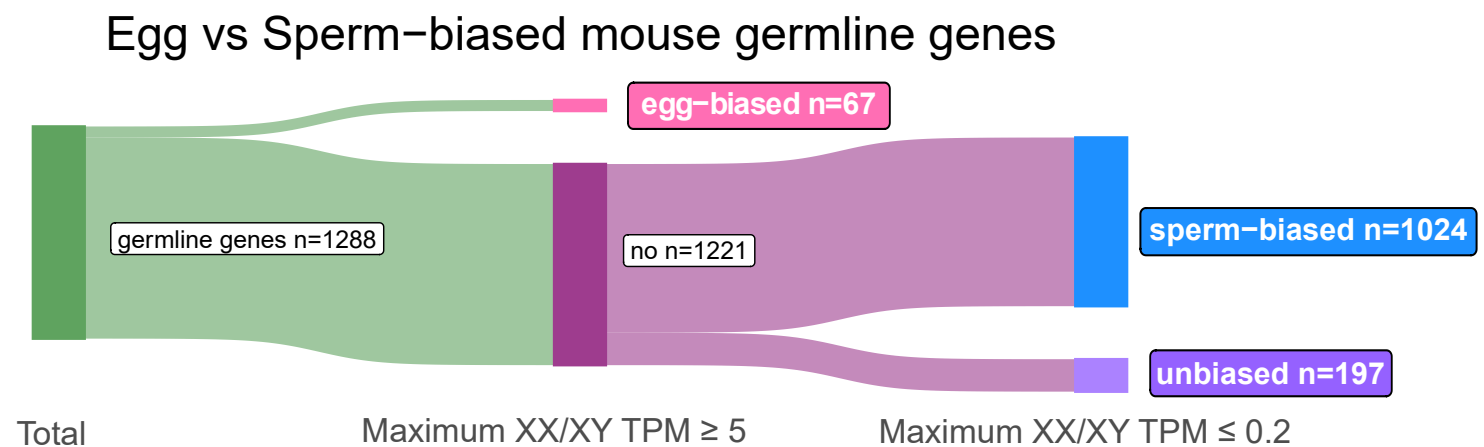 Egg vs Sperm−biased mouse germline genes
egg−biased n=67
germline genes n=1288
no n=1221
sperm−biased n=1024
unbiased n=197
Total
Maximum XX/XY TPM ≥ 5
Maximum XX/XY TPM ≤ 0.2